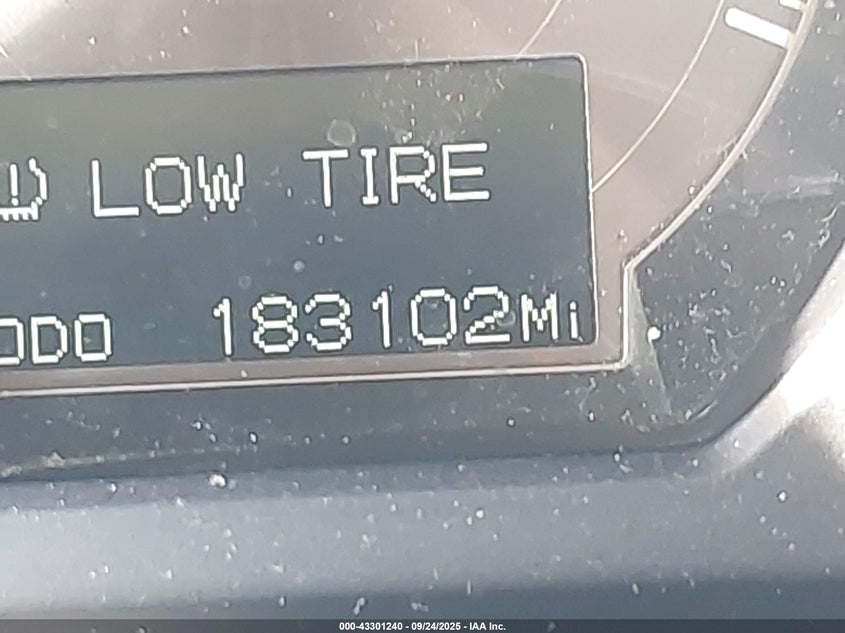 LOW TIRE
ODO 183102Mi
000-43301240 - 09/24/2025 - IAA Inc.